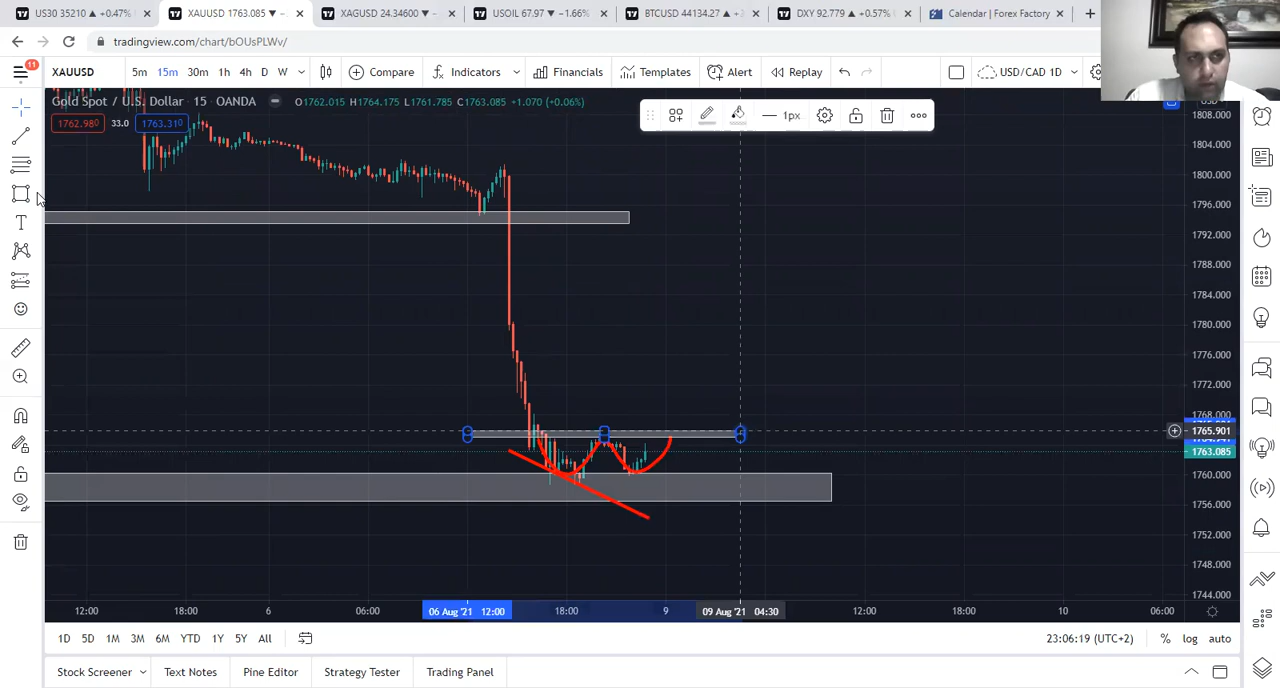 US30 35210 ▲ +0.47%
XAUUSD 1763.085 ▼ −
XAGUSD 24.34600 ▼ −
USOIL 67.97 ▼ −1.66%
BTCUSD 44134.27 ▲ +
DXY 92.779 ▲ +0.57%
Calendar | Forex Factory
tradingview.com/chart/bOUsPLWv/
11
XAUUSD 5m 15m 30m 1h 4h D W Compare Indicators Financials Templates Alert Replay USD/CAD 1D
Gold Spot / U.S. Dollar · 15 · OANDA O1762.015 H1764.175 L1761.785 C1763.085 +1.070 (+0.06%)
1762.980 33.0 1763.310
1px
1808.000
1804.000
1800.000
1796.000
1792.000
1788.000
1784.000
1780.000
1776.000
1772.000
1768.000
1765.901
1763.085
1760.000
1756.000
1752.000
1748.000
1744.000
12:00 18:00 6 06:00 06 Aug '21 12:00 18:00 9 09 Aug '21 04:30 12:00 18:00 10 06:00
1D 5D 1M 3M 6M YTD 1Y 5Y All 23:06:19 (UTC+2) % log auto
Stock Screener Text Notes Pine Editor Strategy Tester Trading Panel